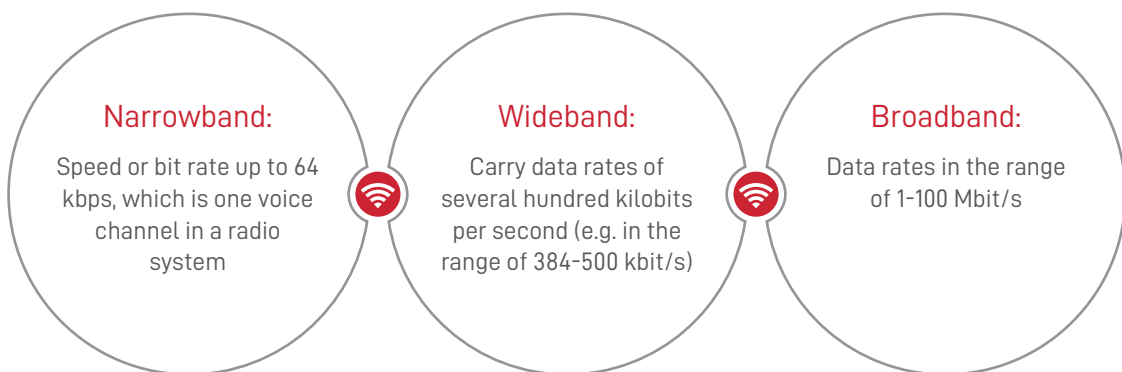 Narrowband:
Speed or bit rate up to 64
kbps, which is one voice
channel in a radio
system
Wideband:
Carry data rates of
several hundred kilobits
per second (e.g. in the
range of 384-500 kbit/s)
Broadband:
Data rates in the range
of 1-100 Mbit/s